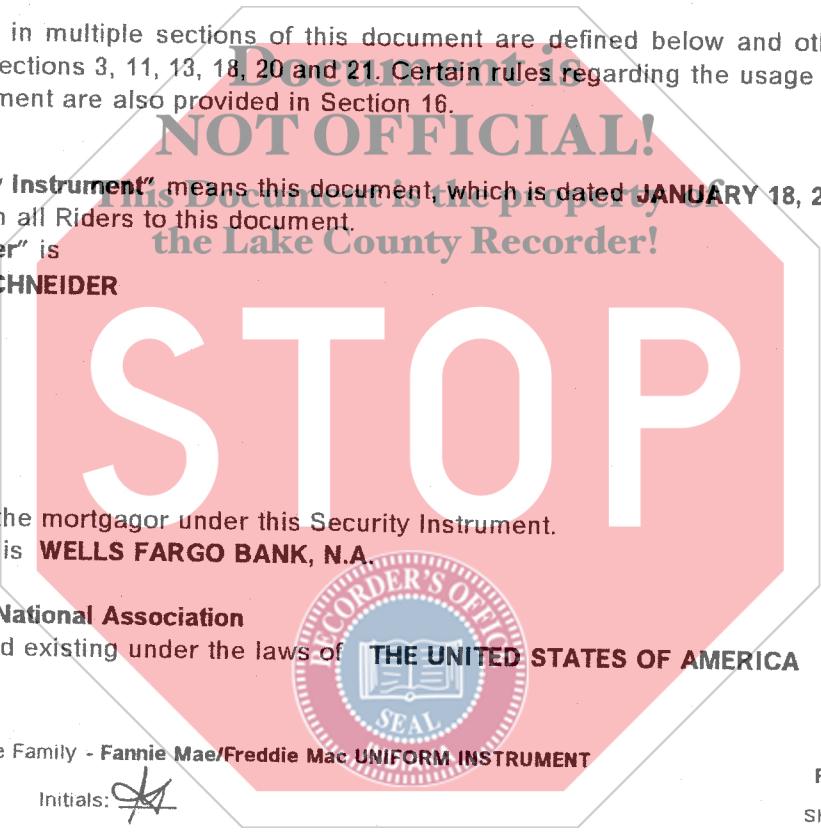 in multiple sections of this document are defined below and ot
ections 3, 11, 13, 18, 20 and 21. Certain rules regarding the usage
ment are also provided in Section 16.
Document is
NOT OFFICIAL!
This Document is the property of
the Lake County Recorder!
Instrument" means this document, which is dated JANUARY 18, 2
all Riders to this document.
er" is
CHNEIDER
STOP
he mortgagor under this Security Instrument.
is WELLS FARGO BANK, N.A.
National Association
d existing under the laws of THE UNITED STATES OF AMERICA
RECORDER'S OFFICE
SEAL
INDIANA
e Family - Fannie Mae/Freddie Mac UNIFORM INSTRUMENT
Initials: